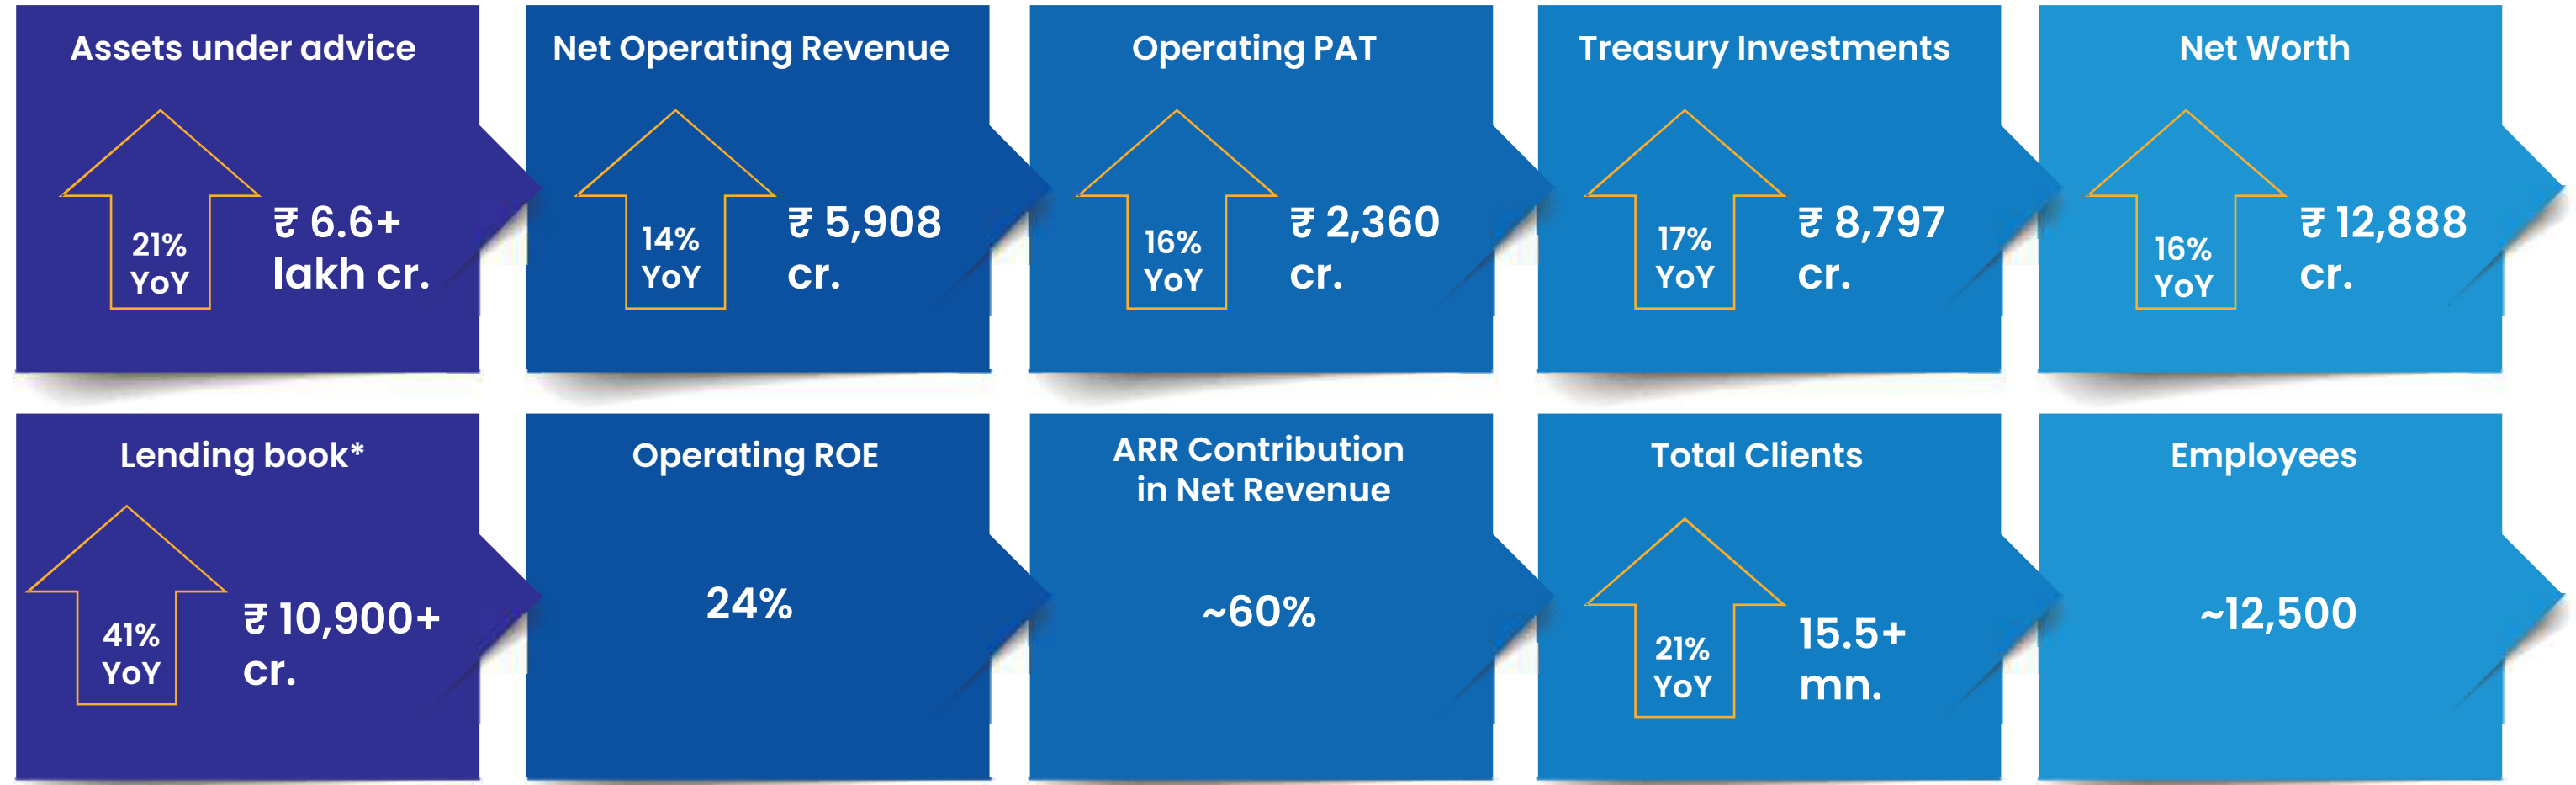 Assets under advice
21%
YoY
₹ 6.6+
lakh cr.
Net Operating Revenue
14%
YoY
₹ 5,908
cr.
Operating PAT
16%
YoY
₹ 2,360
cr.
Treasury Investments
17%
YoY
₹ 8,797
cr.
Net Worth
16%
YoY
₹ 12,888
cr.
Lending book*
41%
YoY
₹ 10,900+
cr.
Operating ROE
24%
ARR Contribution
in Net Revenue
~60%
Total Clients
21%
YoY
15.5+
mn.
Employees
~12,500